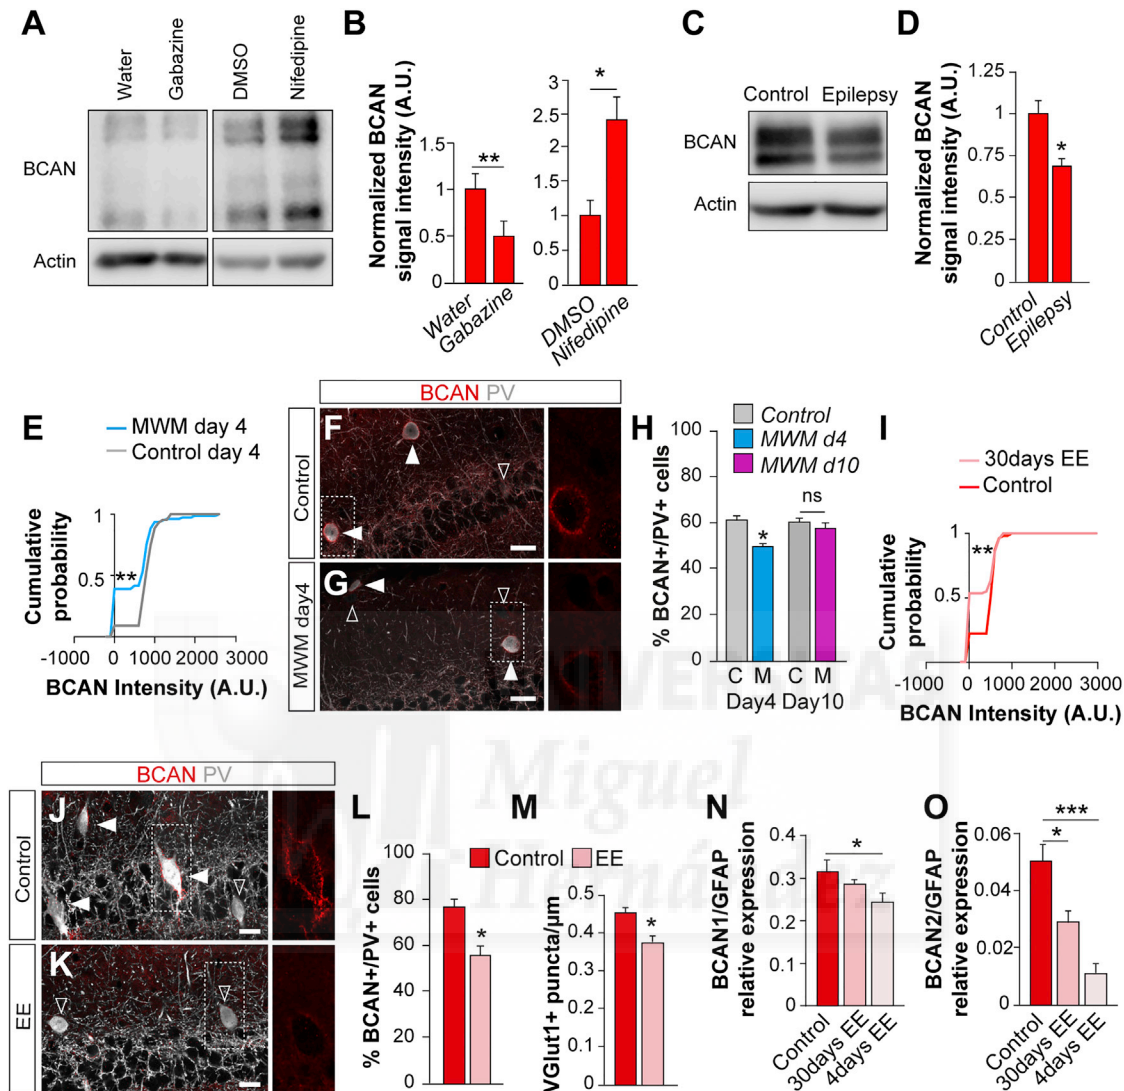 A
Water
Gabazine
DMSO
Nifedipine
BCAN
Actin
B
Normalized BCAN
signal intensity (A.U.)
1.5
1
0.5
0
**
Water
Gabazine
3
2.5
2
1.5
1
0.5
0
*
DMSO
Nifedipine
C
Control Epilepsy
BCAN
Actin
D
Normalized BCAN
signal intensity (A.U.)
1.25
1
0.75
0.5
0.25
0
*
Control
Epilepsy
E
MWM day 4
Control day 4
Cumulative
probability
1
0.5
**
-1000 0 1000 2000 3000
BCAN Intensity (A.U.)
BCAN PV
Control
F
MWM day4
G
H
Control
MWM d4
MWM d10
% BCAN+/PV+ cells
100
80
60
40
20
0
*
ns
C M C M
Day4 Day10
I
30days EE
Control
Cumulative
probability
1
0.5
**
-1000 0 1000 2000 3000
BCAN Intensity (A.U.)
BCAN PV
Control
J
EE
K
UNIVERSITAS
Miguel
Hernández
L
M
Control EE
% BCAN+/PV+ cells
100
80
60
40
20
0
*
VGlut1+ puncta/µm
0.5
0.4
0.3
0.2
0.1
0
*
N
BCAN1/GFAP
relative expression
0.4
0.3
0.2
0.1
0
*
Control
30days EE
4days EE
O
BCAN2/GFAP
relative expression
0.06
0.04
0.02
0
***
*
Control
30days EE
4days EE